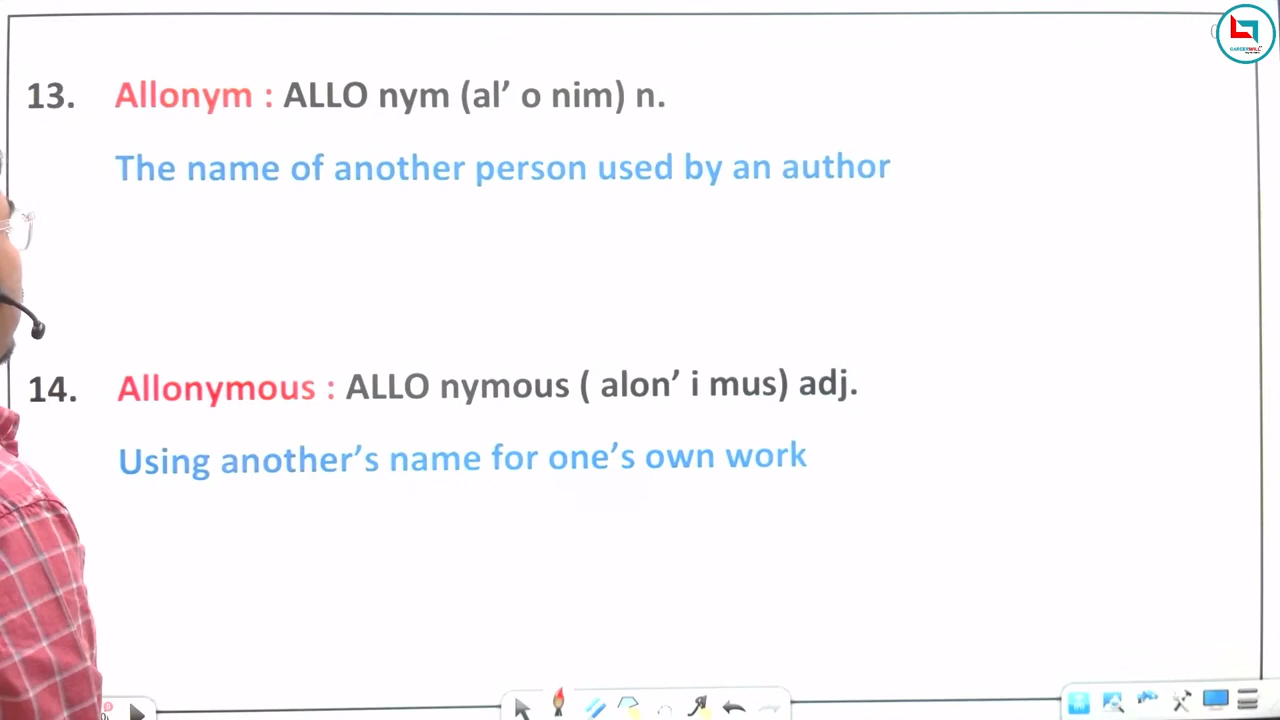 CAREERWILL
13. Allonym : ALLO nym (al’ o nim) n.
The name of another person used by an author
14. Allonymous : ALLO nymous ( alon’ i mus) adj.
Using another’s name for one’s own work